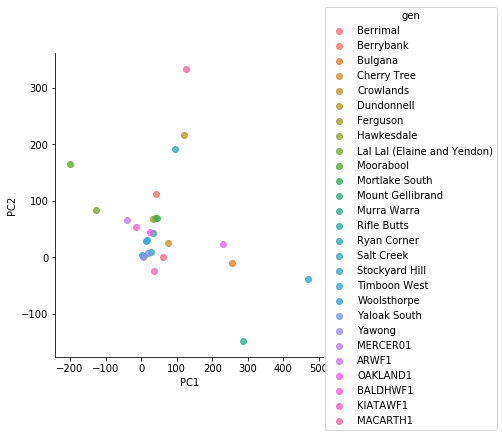 gen
Berrimal
Berrybank
Bulgana
Cherry Tree
Crowlands
Dundonnell
Ferguson
Hawkesdale
Lal Lal (Elaine and Yendon)
Moorabool
Mortlake South
Mount Gellibrand
Murra Warra
Rifle Butts
Ryan Corner
Salt Creek
Stockyard Hill
Timboon West
Woolsthorpe
Yaloak South
Yawong
MERCER01
ARWF1
OAKLAND1
BALDHWF1
KIATAWF1
MACARTH1
300
200
100
0
−100
PC2
−200 −100 0 100 200 300 400 500
PC1